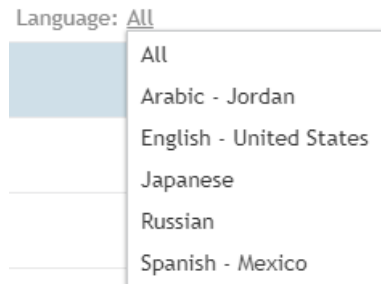 Language: All
All
Arabic - Jordan
English - United States
Japanese
Russian
Spanish - Mexico